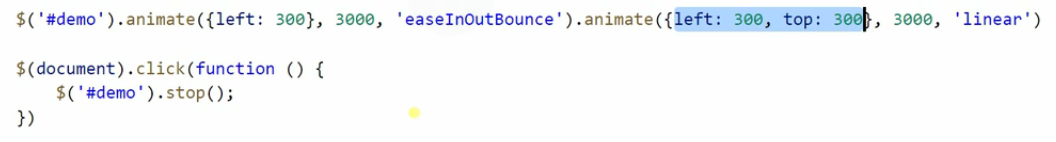 $('#demo').animate({left: 300}, 3000, 'easeInOutBounce').animate({left: 300, top: 300}, 3000, 'linear')
$(document).click(function () {
    $('#demo').stop();
})